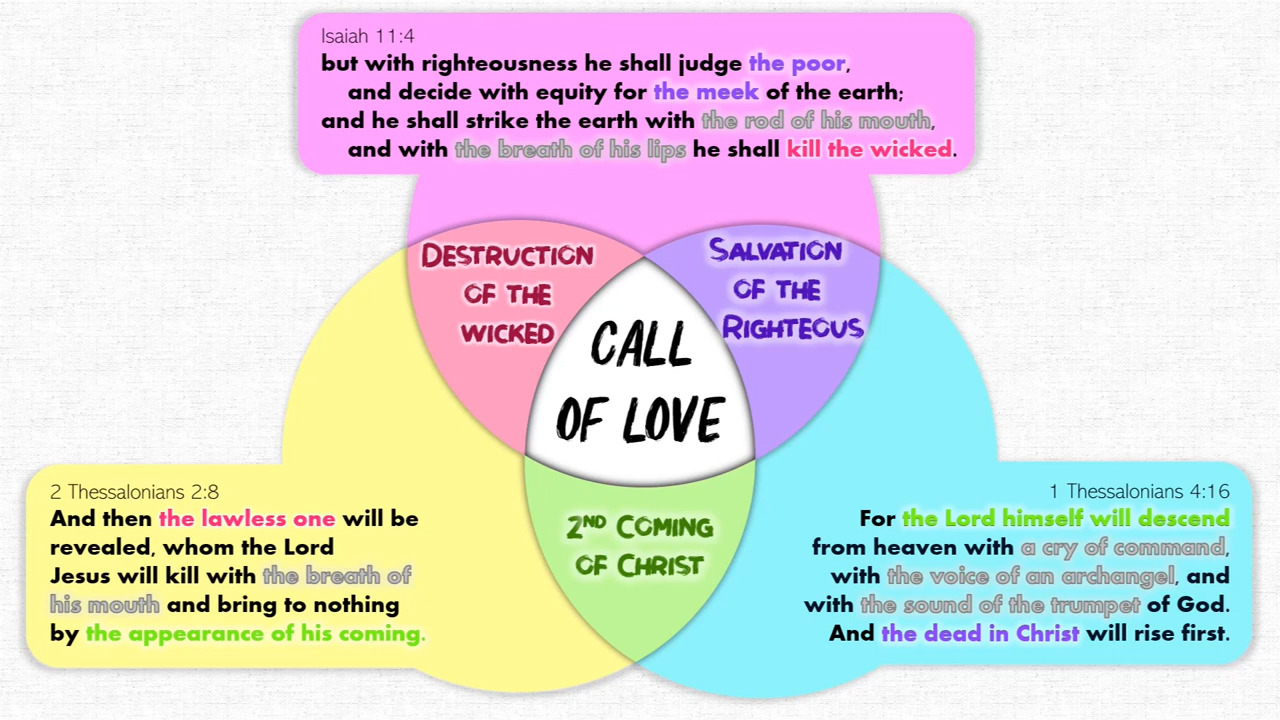 Isaiah 11:4
but with righteousness he shall judge the poor,
and decide with equity for the meek of the earth;
and he shall strike the earth with the rod of his mouth,
and with the breath of his lips he shall kill the wicked.
DESTRUCTION
OF THE
WICKED
SALVATION
OF THE
RIGHTEOUS
CALL
OF LOVE
2ND COMING
OF CHRIST
2 Thessalonians 2:8
And then the lawless one will be
revealed, whom the Lord
Jesus will kill with the breath of
his mouth and bring to nothing
by the appearance of his coming.
1 Thessalonians 4:16
For the Lord himself will descend
from heaven with a cry of command,
with the voice of an archangel, and
with the sound of the trumpet of God.
And the dead in Christ will rise first.